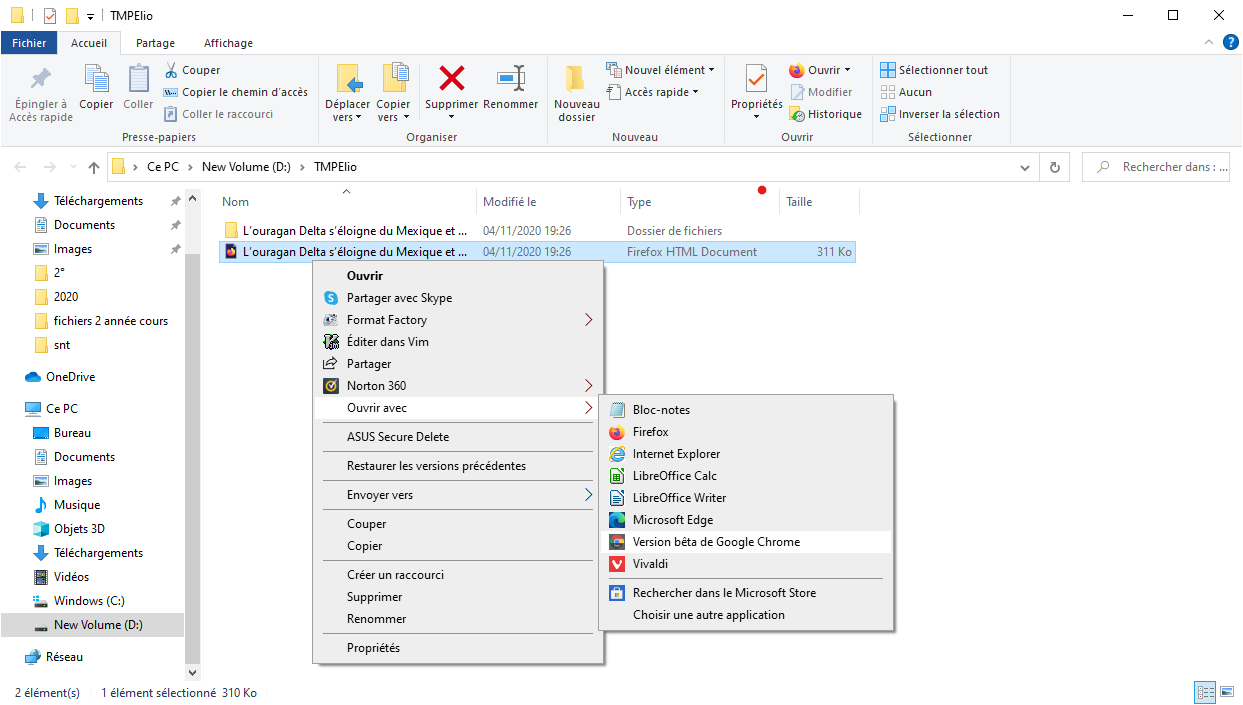 TMPElio
Fichier Accueil Partage Affichage
Épingler à Accès rapide
Copier
Coller
Couper
Copier le chemin d'accès
Coller le raccourci
Presse-papiers
Déplacer vers
Copier vers
Supprimer
Renommer
Organiser
Nouveau dossier
Nouvel élément
Accès rapide
Nouveau
Propriétés
Ouvrir
Modifier
Historique
Ouvrir
Sélectionner tout
Aucun
Inverser la sélection
Sélectionner
Ce PC > New Volume (D:) > TMPElio
Rechercher dans : ...
Téléchargements
Documents
Images
2°
2020
fichiers 2 année cours
snt
OneDrive
Ce PC
Bureau
Documents
Images
Musique
Objets 3D
Téléchargements
Vidéos
Windows (C:)
New Volume (D:)
Réseau
Nom Modifié le Type Taille
L'ouragan Delta s'éloigne du Mexique et ... 04/11/2020 19:26 Dossier de fichiers
L'ouragan Delta s'éloigne du Mexique et ... 04/11/2020 19:26 Firefox HTML Document 311 Ko
Ouvrir
Partager avec Skype
Format Factory
Éditer dans Vim
Partager
Norton 360
Ouvrir avec
ASUS Secure Delete
Restaurer les versions précédentes
Envoyer vers
Couper
Copier
Créer un raccourci
Supprimer
Renommer
Propriétés
Bloc-notes
Firefox
Internet Explorer
LibreOffice Calc
LibreOffice Writer
Microsoft Edge
Version bêta de Google Chrome
Vivaldi
Rechercher dans le Microsoft Store
Choisir une autre application
2 élément(s) 1 élément sélectionné 310 Ko